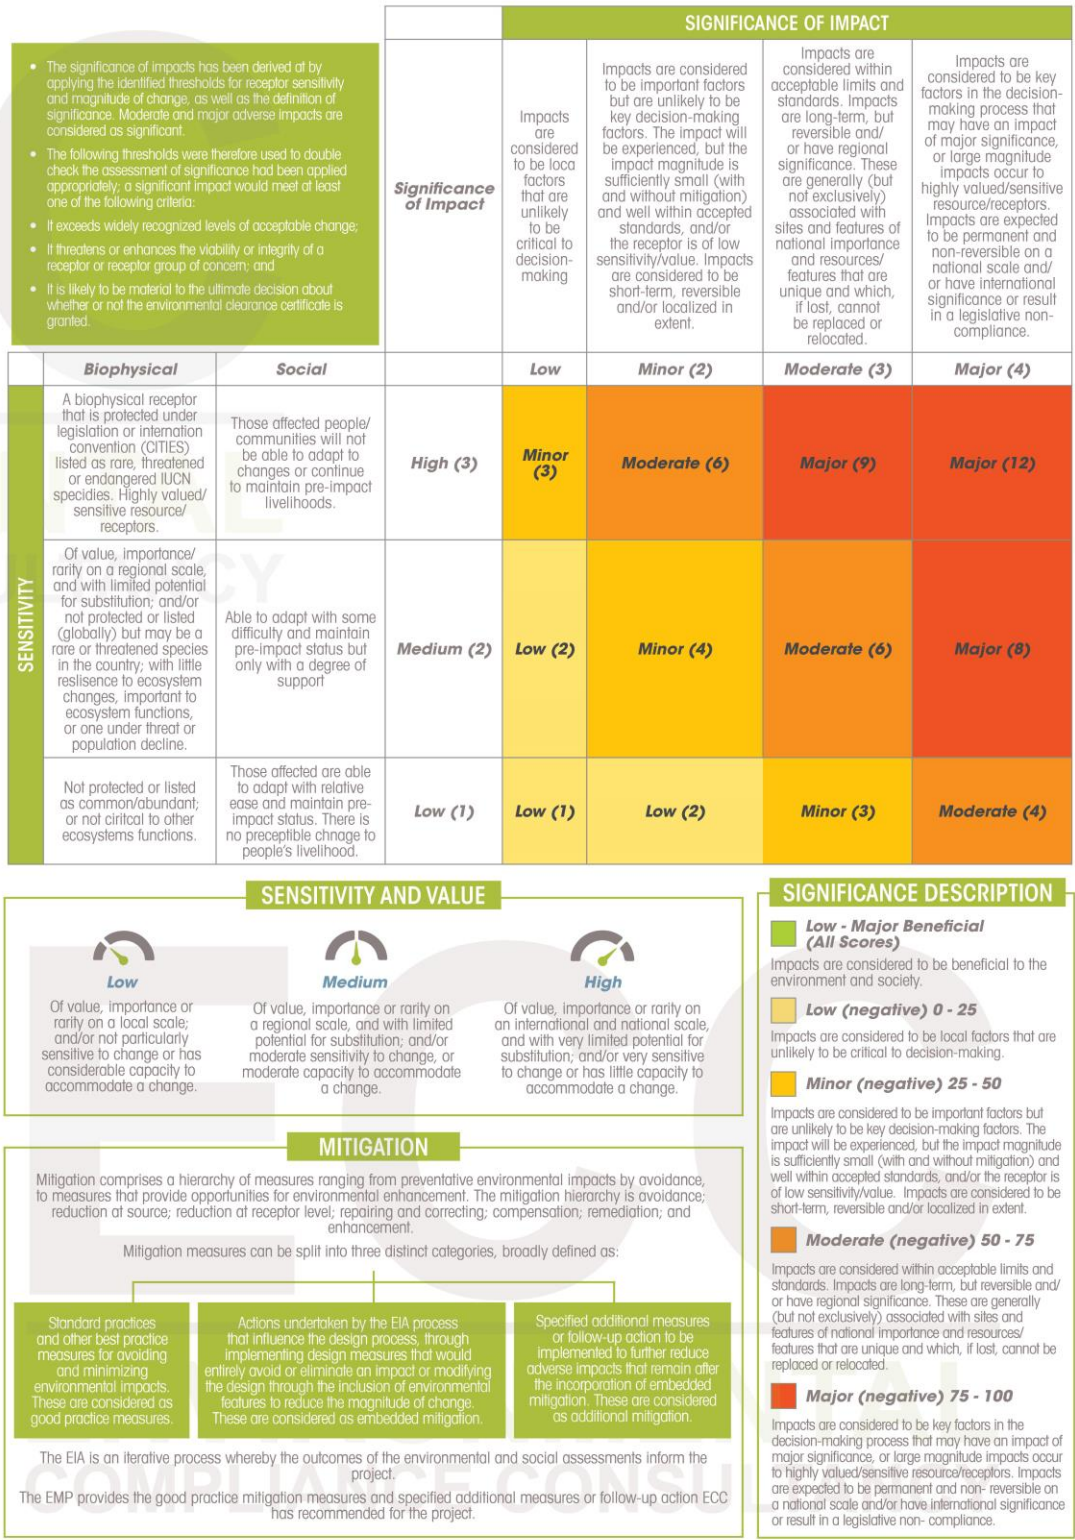 SIGNIFICANCE OF IMPACT
• The significance of impacts has been derived at by
applying the identified thresholds for receptor sensitivity
and magnitude of change, as well as the definition of
significance. Moderate and major adverse impacts are
considered as significant.
• The following thresholds were therefore used to double
check the assessment of significance had been applied
appropriately; a significant impact would meet at least
one of the following criteria:
• It exceeds widely recognized levels of acceptable change;
• If threatens or enhances the viability or integrity of a
receptor or receptor group of concern; and
• It is likely to be material to the ultimate decision about
whether or not the environmental clearance certificate is
granted.
Significance
of Impact
Impacts
are
considered
to be loca
factors
that are
unlikely
to be
critical to
decision-
making
Impacts are considered
to be important factors
but are unlikely to be
key decision-making
factors. The impact will
be experienced, but the
impact magnitude is
sufficiently small (with
and without mitigation)
and well within accepted
standards, and/or
the receptor is of low
sensitivity/value. Impacts
are considered to be
short-term, reversible
and/or localized in
extent.
Impacts are
considered within
acceptable limits and
standards. Impacts
are long-term, but
reversible and/
or have regional
significance. These
are generally (but
not exclusively)
associated with
sites and features of
national importance
and resources/
features that are
unique and which,
if lost, cannot
be replaced or
relocated.
Impacts are
considered to be key
factors in the decision-
making process that
may have an impact
of major significance,
or large magnitude
impacts occur to
highly valued/sensitive
resource/receptors.
Impacts are expected
to be permanent and
non-reversible on a
national scale and/
or have international
significance or result
in a legislative non-
compliance.
Biophysical
Social
Low
Minor (2)
Moderate (3)
Major (4)
SENSITIVITY
A biophysical receptor
that is protected under
legislation or internation
convention (CITIES)
listed as rare, threatened
or endangered IUCN
specidies. Highly valued/
sensitive resource/
receptors.
Those affected people/
communities will not
be able to adapt to
changes or continue
to maintain pre-impact
livelihoods.
High (3)
Minor
(3)
Moderate (6)
Major (9)
Major (12)
Of value, importance/
rarity on a regional scale,
and with limited potential
for substitution; and/or
not protected or listed
(globally) but may be a
rare or threatened species
in the country; with little
reslisence to ecosystem
changes, important to
ecosystem functions,
or one under threat or
population decline.
Able to adapt with some
difficulty and maintain
pre-impact status but
only with a degree of
support
Medium (2)
Low (2)
Minor (4)
Moderate (6)
Major (8)
Not protected or listed
as common/abundant;
or not ciritcal to other
ecosystems functions.
Those affected are able
to adapt with relative
ease and maintain pre-
impact status. There is
no preceptible chnage to
people's livelihood.
Low (1)
Low (1)
Low (2)
Minor (3)
Moderate (4)
SENSITIVITY AND VALUE
Low
Of value, importance or
rarity on a local scale;
and/or not particularly
sensitive to change or has
considerable capacity to
accommodate a change.
Medium
Of value, importance or rarity on
a regional scale, and with limited
potential for substitution; and/or
moderate sensitivity to change, or
moderate capacity to accommodate
a change.
High
Of value, importance or rarity on
an international and national scale,
and with very limited potential for
substitution; and/or very sensitive
to change or has little capacity to
accommodate a change.
MITIGATION
Mitigation comprises a hierarchy of measures ranging from preventative environmental impacts by avoidance,
to measures that provide opportunities for environmental enhancement. The mitigation hierarchy is avoidance;
reduction at source; reduction at receptor level; repairing and correcting; compensation; remediation; and
enhancement.
Mitigation measures can be split into three distinct categories, broadly defined as:
Standard practices
and other best practice
measures for avoiding
and minimizing
environmental impacts.
These are considered as
good practice measures.
Actions undertaken by the EIA process
that influence the design process, through
implementing design measures that would
entirely avoid or eliminate an impact or modifying
the design through the inclusion of environmental
features to reduce the magnitude of change.
These are considered as embedded mitigation.
Specified additional measures
or follow-up action to be
implemented to further reduce
adverse impacts that remain after
the incorporation of embedded
mitigation. These are considered
as additional mitigation.
The EIA is an iterative process whereby the outcomes of the environmental and social assessments inform the
project.
The EMP provides the good practice mitigation measures and specified additional measures or follow-up action ECC
has recommended for the project.
SIGNIFICANCE DESCRIPTION
Low - Major Beneficial
(All Scores)
Impacts are considered to be beneficial to the
environment and society.
Low (negative) 0 - 25
Impacts are considered to be local factors that are
unlikely to be critical to decision-making.
Minor (negative) 25 - 50
Impacts are considered to be important factors but
are unlikely to be key decision-making factors. The
impact will be experienced, but the impact magnitude
is sufficiently small (with and without mitigation) and
well within accepted standards, and/or the receptor is
of low sensitivity/value. Impacts are considered to be
short-term, reversible and/or localized in extent.
Moderate (negative) 50 - 75
Impacts are considered within acceptable limits and
standards. Impacts are long-term, but reversible and/
or have regional significance. These are generally
(but not exclusively) associated with sites and
features of national importance and resources/
features that are unique and which, if lost, cannot be
replaced or relocated.
Major (negative) 75 - 100
Impacts are considered to be key factors in the
decision-making process that may have an impact of
major significance, or large magnitude impacts occur
to highly valued/sensitive resource/receptors. Impacts
are expected to be permanent and non- reversible on
a national scale and/or have international significance
or result in a legislative non- compliance.
ECC
COMPLIANCE CONSUL